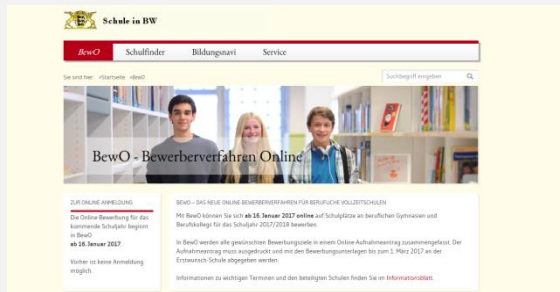 Schule in BW
BewO Schulfinder Bildungsnavi Service
Sie sind hier: »Startseite »BewO
Suchbegriff eingeben
BewO - Bewerberverfahren Online
ZUR ONLINE-ANMELDUNG
Die Online-Bewerbung für das
kommende Schuljahr beginnt
in BewO
ab 16. Januar 2017.
Vorher ist keine Anmeldung
möglich.
BEWO – DAS NEUE ONLINE-BEWERBERVERFAHREN FÜR BERUFLICHE VOLLZEITSCHULEN
Mit BewO können Sie sich ab 16. Januar 2017 online auf Schulplätze an beruflichen Gymnasien und
Berufskollegs für das Schuljahr 2017/2018 bewerben.
In BewO werden alle gewünschten Bewerbungsziele in einem Online-Aufnahmeantrag zusammengefasst. Der
Aufnahmeantrag muss ausgedruckt und mit den Bewerbungsunterlagen bis zum 1. März 2017 an der
Erstwunsch-Schule abgegeben werden.
Informationen zu wichtigen Terminen und den beteiligten Schulen finden Sie im Informationsblatt.